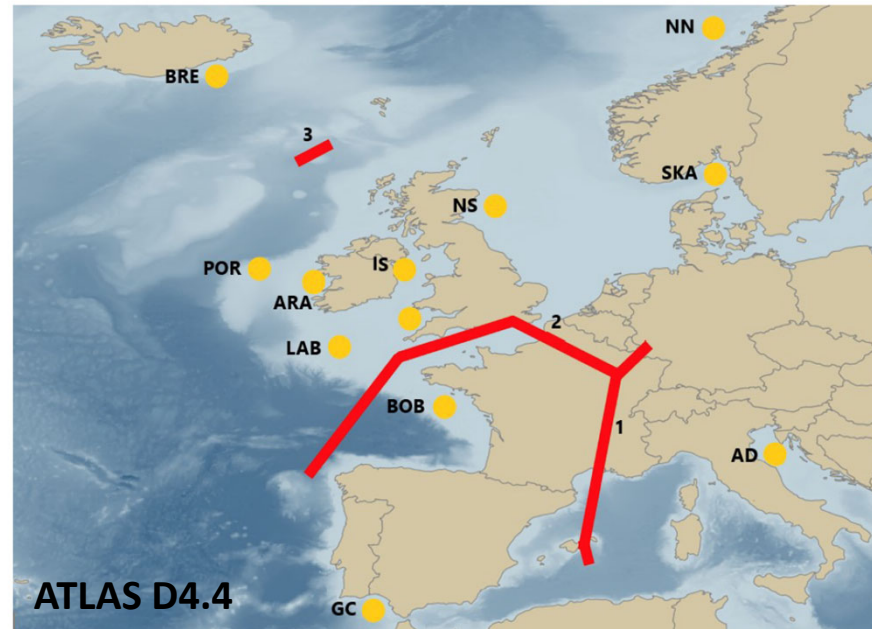 NN
BRE
3
SKA
NS
POR
IS
ARA
2
LAB
BOB
1
AD
ATLAS D4.4
GC